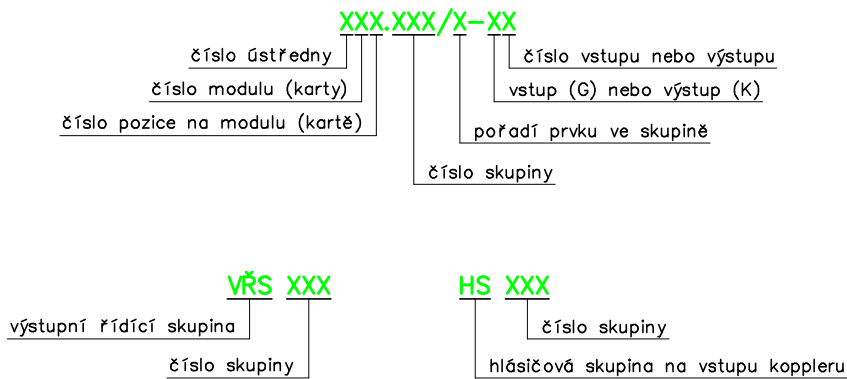 XXX.XXX/X-XX
číslo ústředny
číslo vstupu nebo výstupu
číslo modulu (karty)
vstup (G) nebo výstup (K)
číslo pozice na modulu (kartě)
pořadí prvku ve skupině
číslo skupiny
VŘS XXX
HS XXX
výstupní řídící skupina
číslo skupiny
číslo skupiny
hlásičová skupina na vstupu koppleru